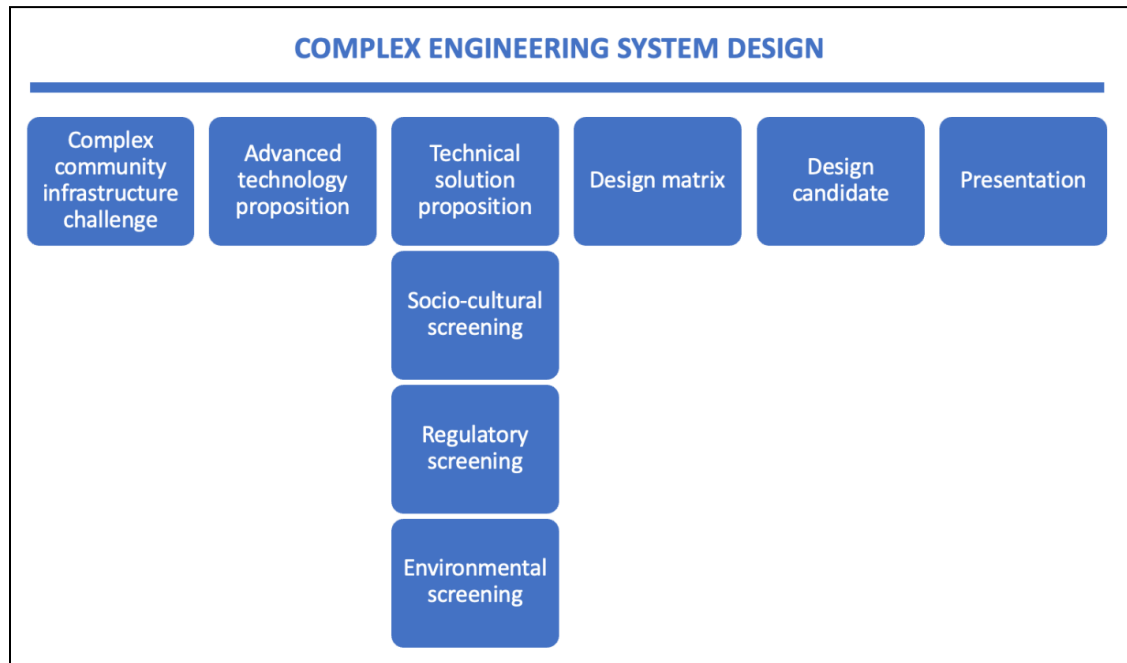 COMPLEX ENGINEERING SYSTEM DESIGN
Complex
community
infrastructure
challenge
Advanced
technology
proposition
Technical
solution
proposition
Design matrix
Design
candidate
Presentation
Socio-cultural
screening
Regulatory
screening
Environmental
screening